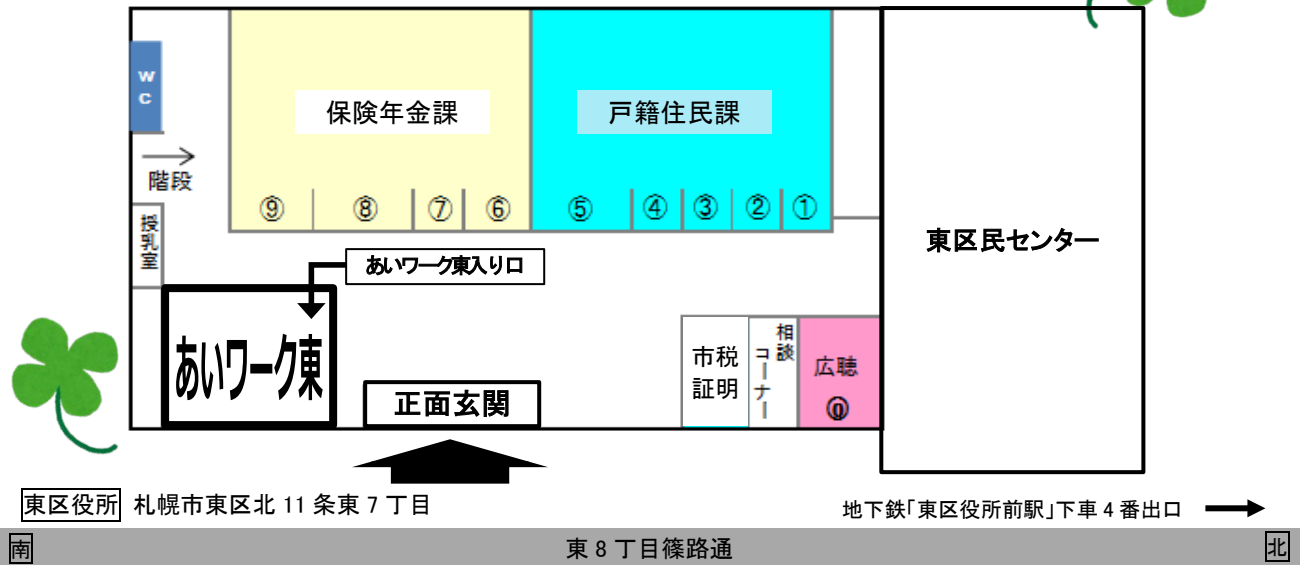 WC
保険年金課
戸籍住民課
階段
⑨ ⑧ ⑦ ⑥ ⑤ ④ ③ ② ①
授乳室
東区民センター
あいワーク東入り口
あいワーク東
正面玄関
市税
証明
相談
コーナー
広聴
⓪
東区役所 札幌市東区北11条東7丁目
地下鉄「東区役所前駅」下車4番出口
南 東8丁目篠路通 北